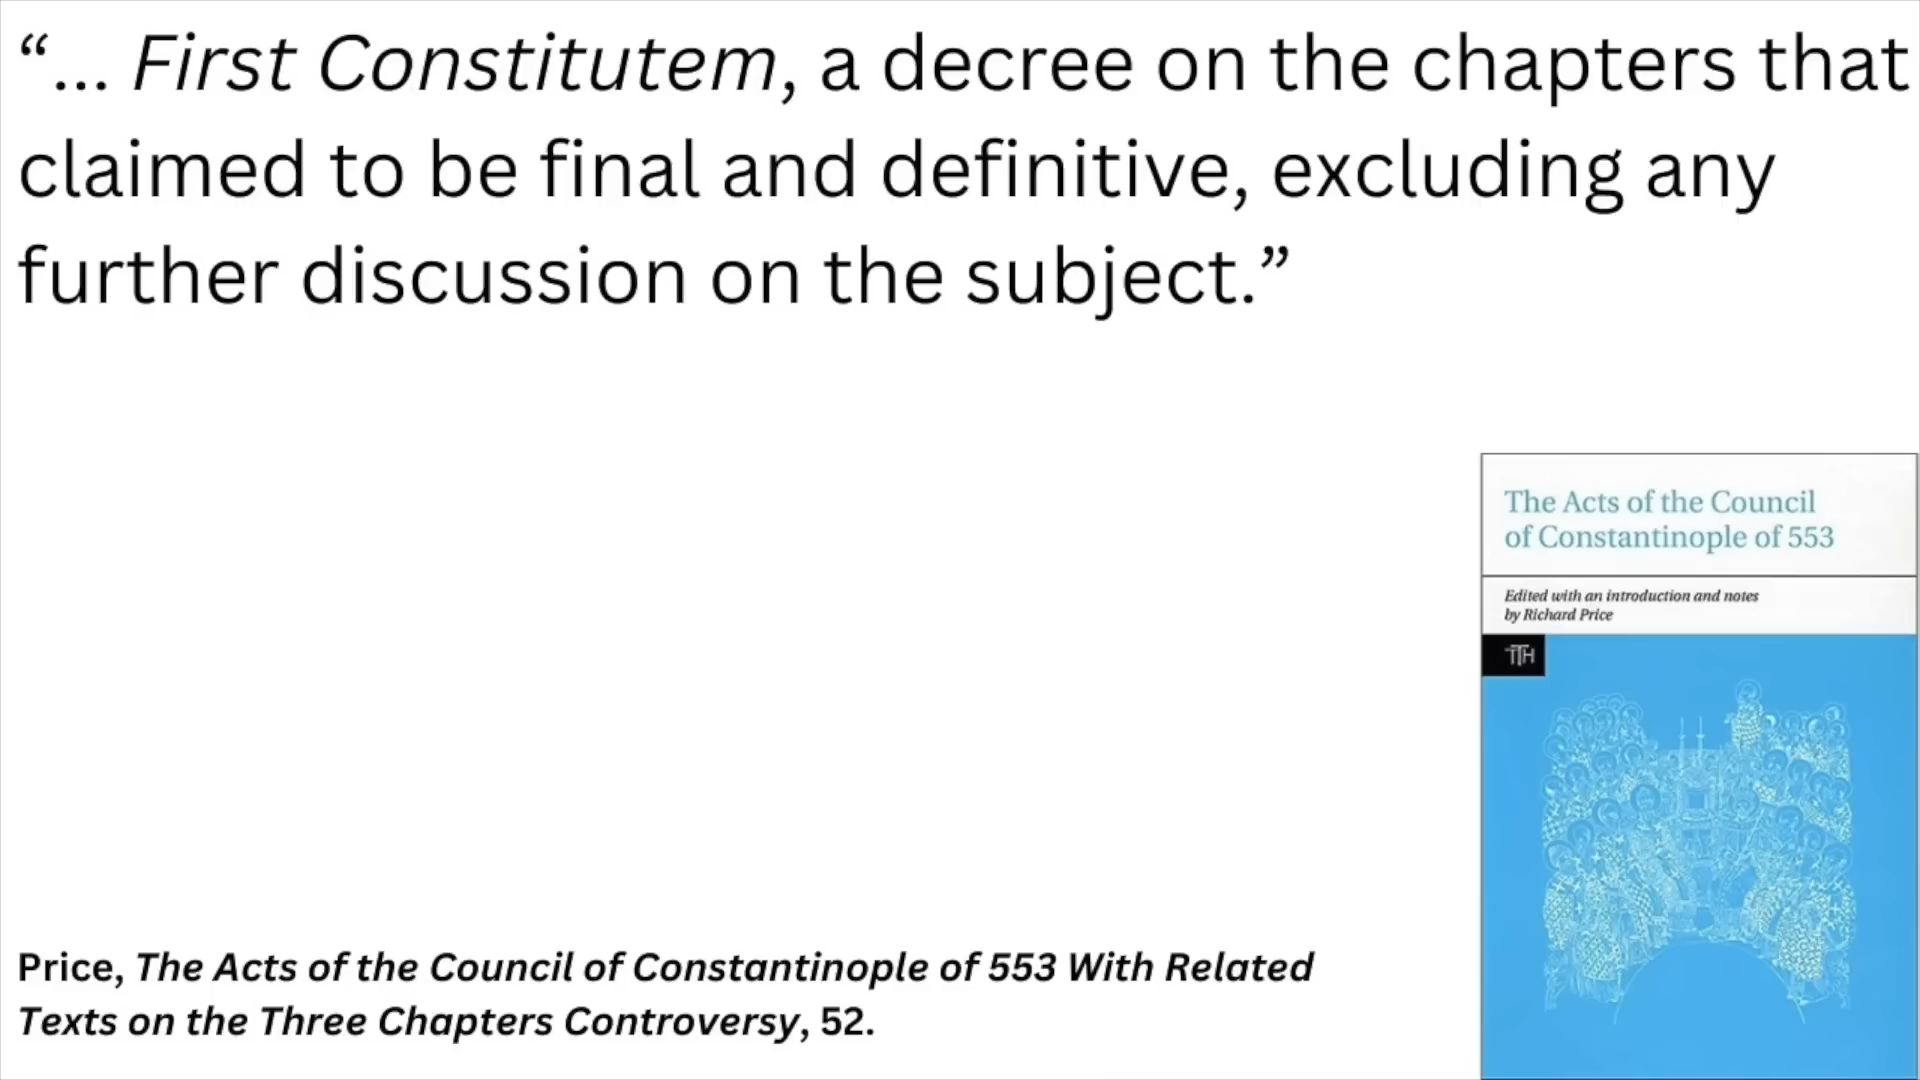 “... First Constitutem, a decree on the chapters that
claimed to be final and definitive, excluding any
further discussion on the subject.”
The Acts of the Council
of Constantinople of 553
Edited with an introduction and notes
by Richard Price
TTH
Price, The Acts of the Council of Constantinople of 553 With Related
Texts on the Three Chapters Controversy, 52.